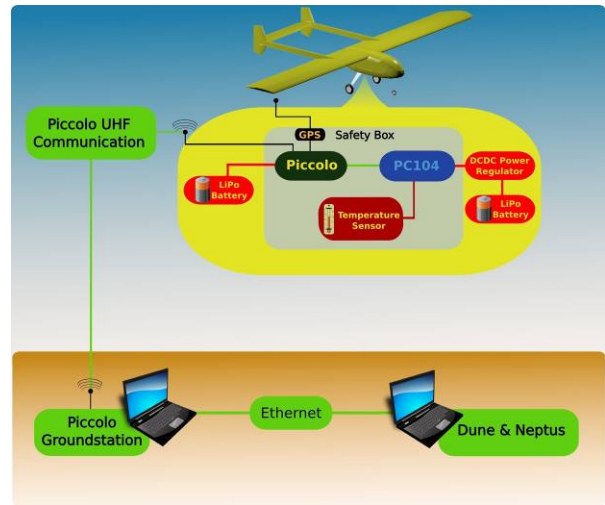 Piccolo UHF
Communication
GPS
Safety Box
Piccolo
PC104
DCDC Power
Regulator
LiPo
Battery
Temperature
Sensor
LiPo
Battery
Piccolo
Groundstation
Ethernet
Dune & Neptus